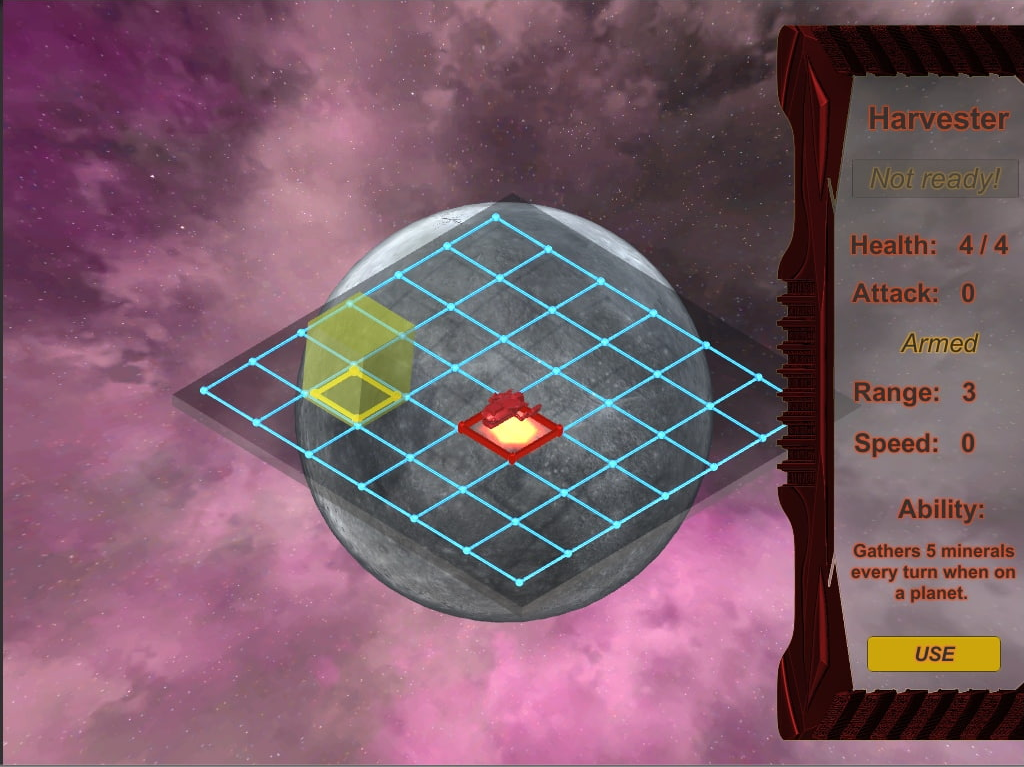 Harvester
Not ready!
Health: 4 / 4
Attack: 0
Armed
Range: 3
Speed: 0
Ability:
Gathers 5 minerals
every turn when on
a planet.
USE